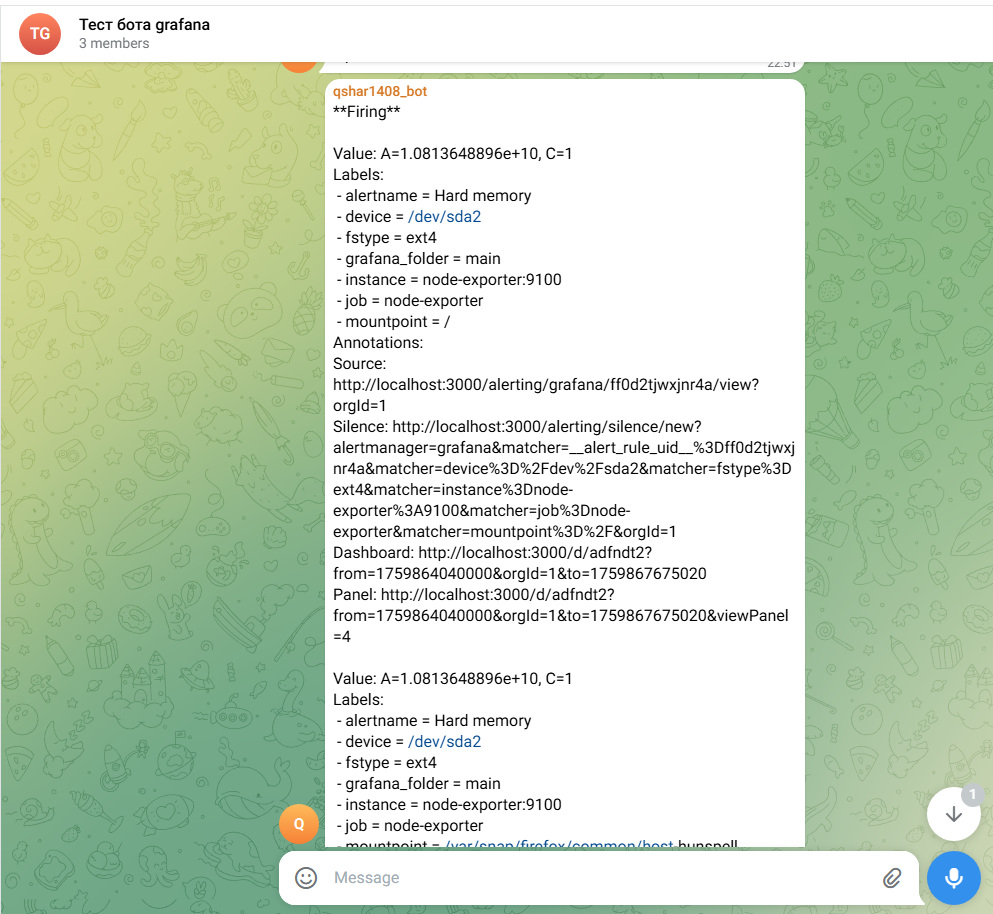 TG
Тест бота grafana
3 members
22:51
qshar1408_bot
**Firing**
Value: A=1.0813648896e+10, C=1
Labels:
- alertname = Hard memory
- device = /dev/sda2
- fstype = ext4
- grafana_folder = main
- instance = node-exporter:9100
- job = node-exporter
- mountpoint = /
Annotations:
Source:
http://localhost:3000/alerting/grafana/ff0d2tjwxjnr4a/view?
orgId=1
Silence: http://localhost:3000/alerting/silence/new?
alertmanager=grafana&matcher=__alert_rule_uid__%3Dff0d2tjwxj
nr4a&matcher=device%3D%2Fdev%2Fsda2&matcher=fstype%3D
ext4&matcher=instance%3Dnode-
exporter%3A9100&matcher=job%3Dnode-
exporter&matcher=mountpoint%3D%2F&orgId=1
Dashboard: http://localhost:3000/d/adfndt2?
from=1759864040000&orgId=1&to=1759867675020
Panel: http://localhost:3000/d/adfndt2?
from=1759864040000&orgId=1&to=1759867675020&viewPanel
=4
Value: A=1.0813648896e+10, C=1
Labels:
- alertname = Hard memory
- device = /dev/sda2
- fstype = ext4
- grafana_folder = main
- instance = node-exporter:9100
- job = node-exporter
- mountpoint = /var/snap/firefox/common/host-hunspell
Q
1
Message